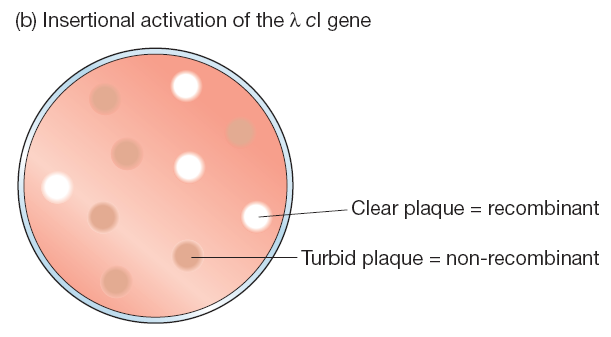 (b) Insertional activation of the λ cI gene
Clear plaque = recombinant
Turbid plaque = non-recombinant